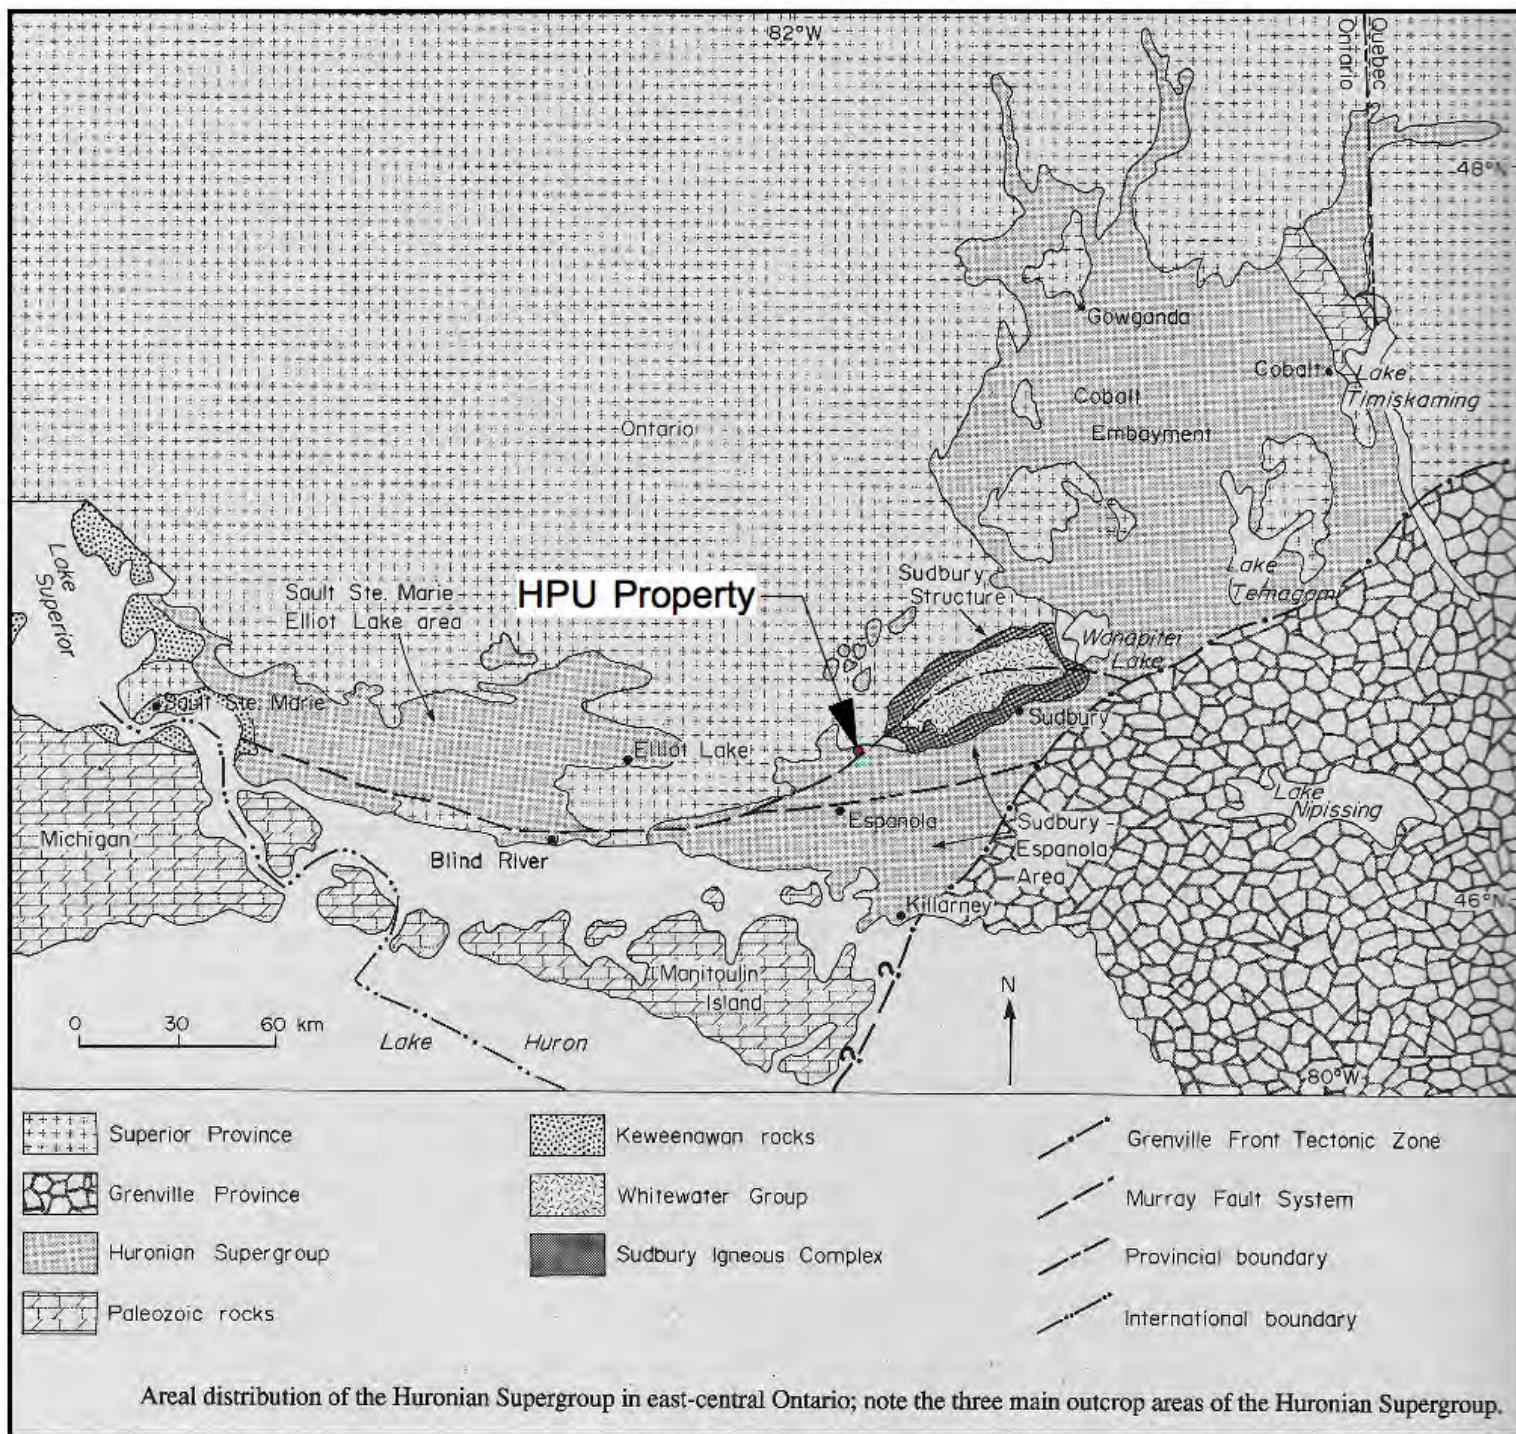 82°W
Quebec
Ontario
48°N
Gowganda
Cobalt
Lake
Timiskaming
Cobalt
Embayment
Ontario
Lake
Superior
Lake
Temagami
Sudbury
Structure
HPU Property
Sault Ste. Marie
Elliot Lake area
Wanapitei
Lake
Sault Ste. Marie
Sudbury
Elliot Lake
Lake
Nipissing
Espanola
Sudbury -
Espanola
Area
Michigan
Blind River
Killarney
46°N
Manitoulin
Island
?
N
0 30 60 km
Lake Huron
?
80°W
Superior Province
Grenville Province
Huronian Supergroup
Paleozoic rocks
Keweenawan rocks
Whitewater Group
Sudbury Igneous Complex
Grenville Front Tectonic Zone
Murray Fault System
Provincial boundary
International boundary
Areal distribution of the Huronian Supergroup in east-central Ontario; note the three main outcrop areas of the Huronian Supergroup.